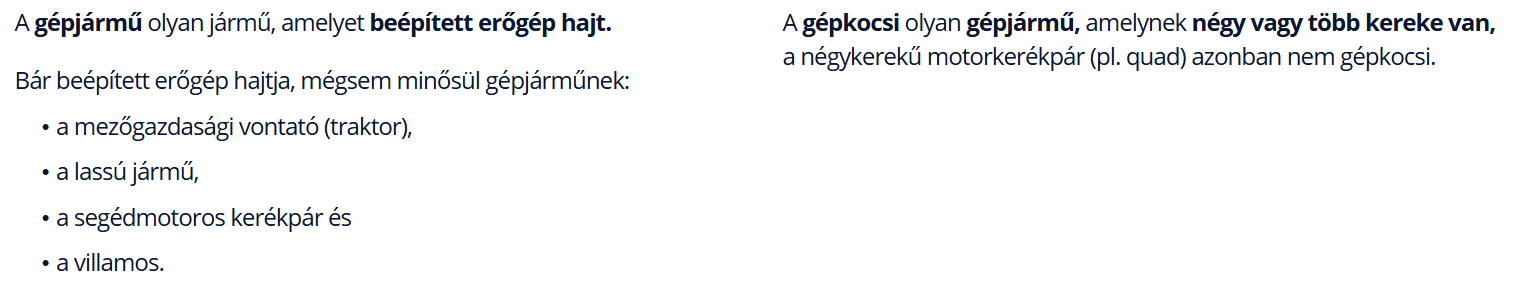 A gépjármű olyan jármű, amelyet beépített erőgép hajt.
Bár beépített erőgép hajtja, mégsem minősül gépjárműnek:
• a mezőgazdasági vontató (traktor),
• a lassú jármű,
• a segédmotoros kerékpár és
• a villamos.
A gépkocsi olyan gépjármű, amelynek négy vagy több kereke van,
a négykerekű motorkerékpár (pl. quad) azonban nem gépkocsi.